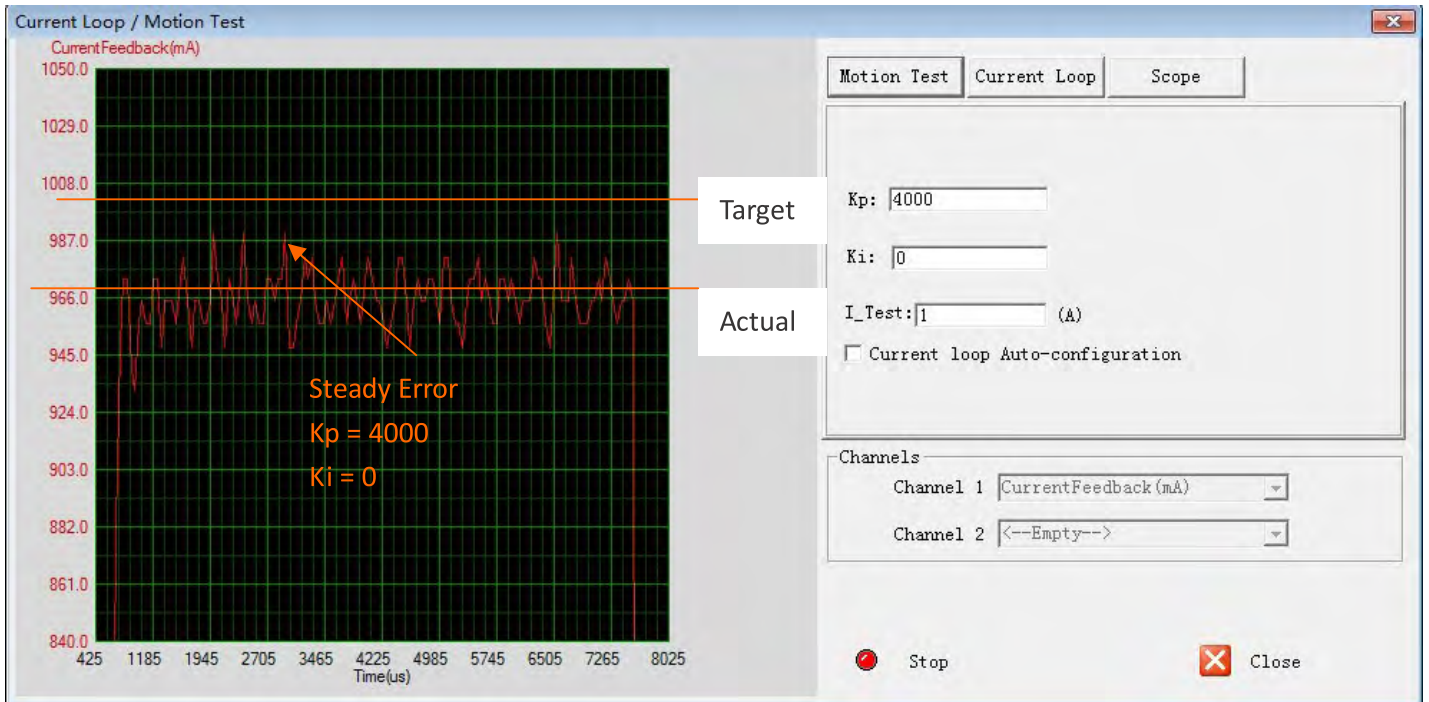 Current Loop / Motion Test
CurrentFeedback(mA)
1050.0
1029.0
1008.0
987.0
966.0
945.0
924.0
903.0
882.0
861.0
840.0
425 1185 1945 2705 3465 4225 4985 5745 6505 7265 8025
Time(us)
Target
Actual
Steady Error
Kp = 4000
Ki = 0
Motion Test Current Loop Scope
Kp: 4000
Ki: 0
I_Test: 1 (A)
Current loop Auto-configuration
Channels
Channel 1 CurrentFeedback(mA)
Channel 2 <--Empty-->
Stop Close